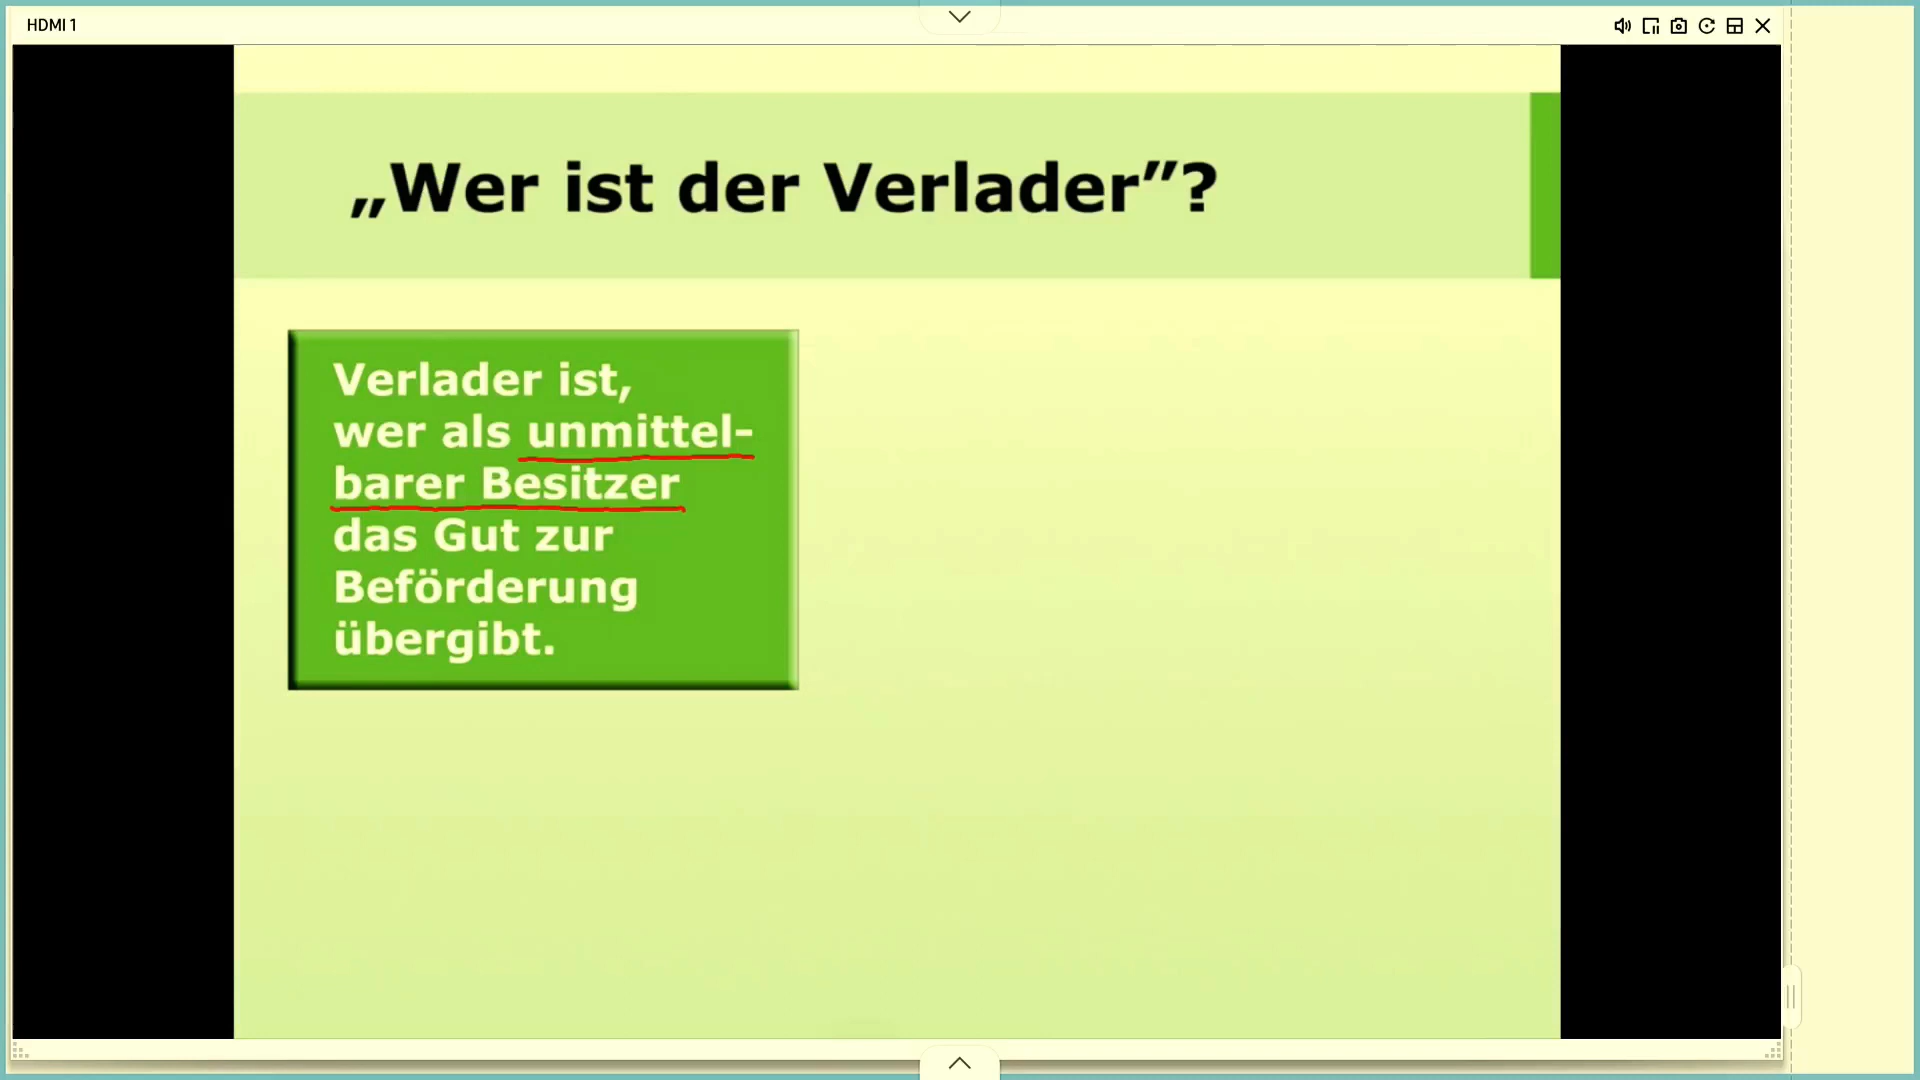 HDMI 1
„Wer ist der Verlader”?
Verlader ist,
wer als unmittel-
barer Besitzer
das Gut zur
Beförderung
übergibt.